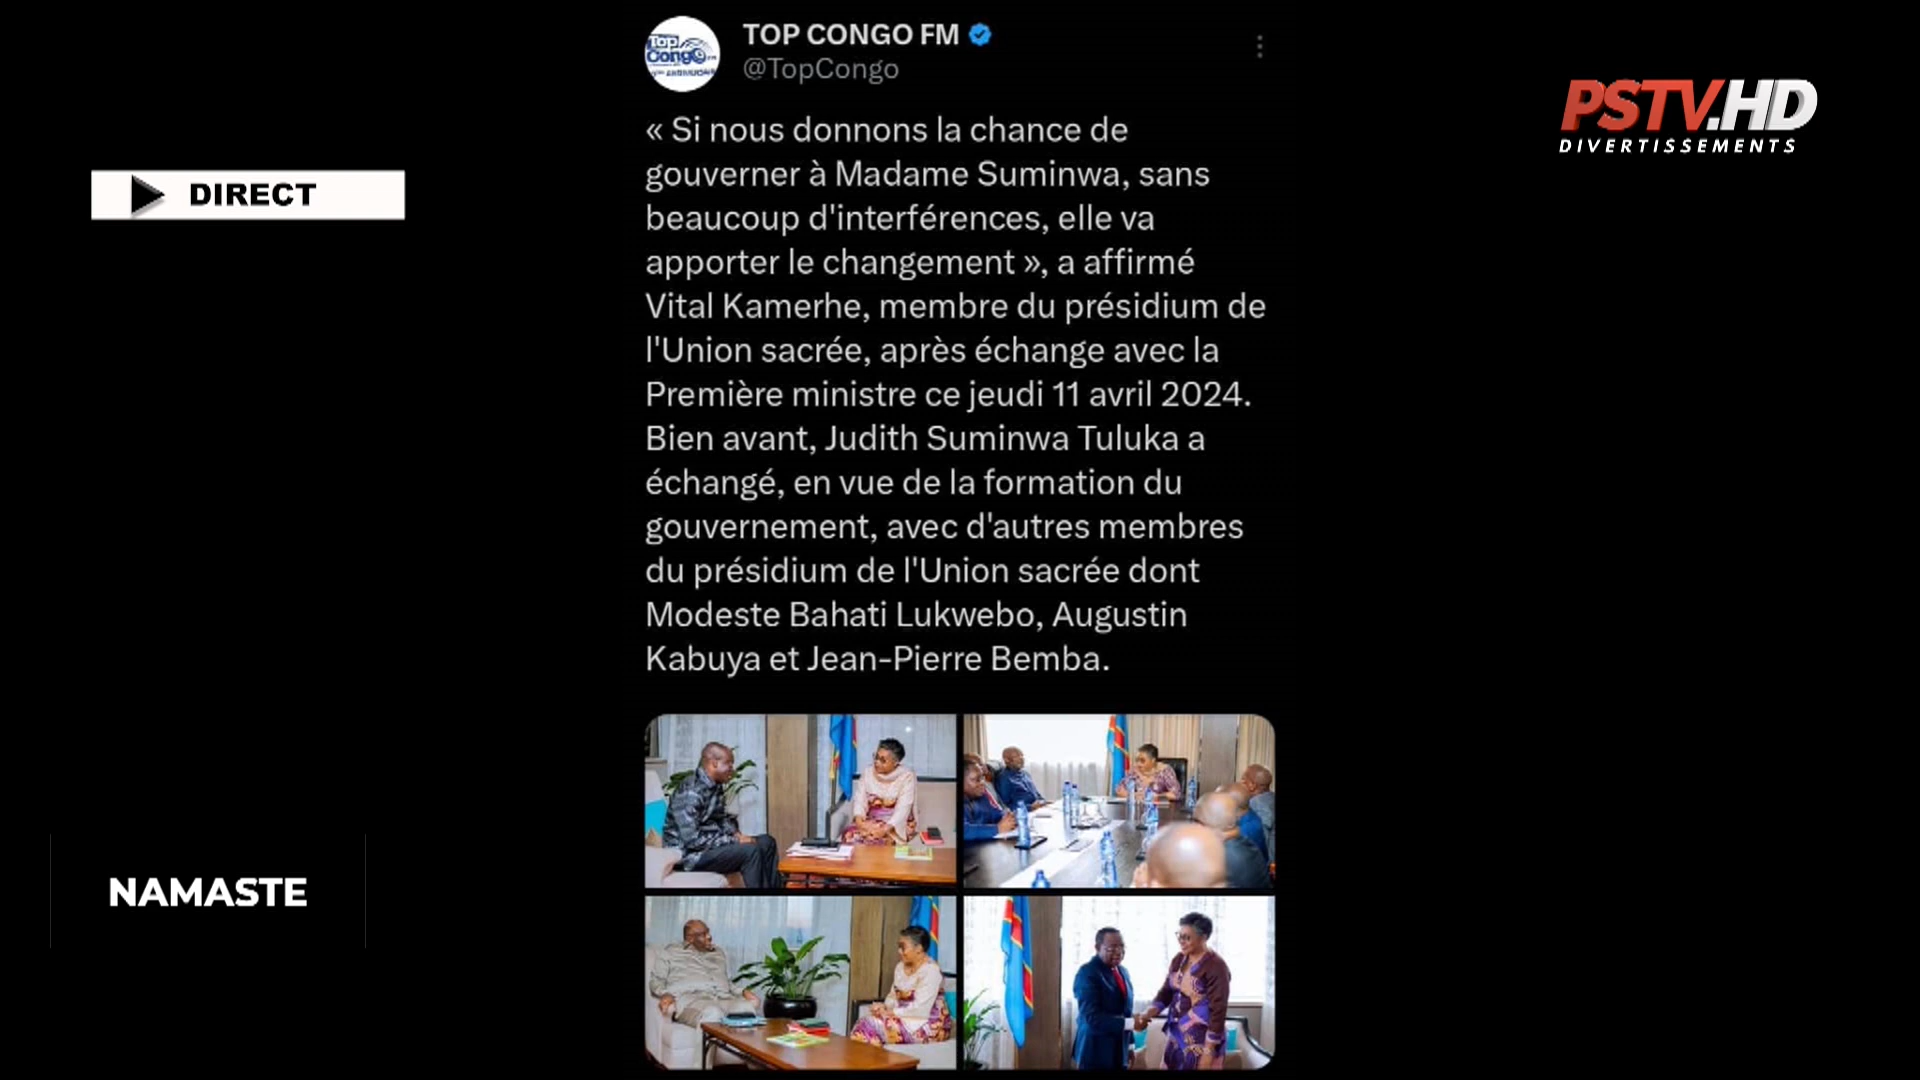 TOP CONGO FM
@TopCongo
PSTV.HD
DIVERTISSEMENTS
DIRECT
« Si nous donnons la chance de
gouverner à Madame Suminwa, sans
beaucoup d'interférences, elle va
apporter le changement », a affirmé
Vital Kamerhe, membre du présidium de
l'Union sacrée, après échange avec la
Première ministre ce jeudi 11 avril 2024.
Bien avant, Judith Suminwa Tuluka a
échangé, en vue de la formation du
gouvernement, avec d'autres membres
du présidium de l'Union sacrée dont
Modeste Bahati Lukwebo, Augustin
Kabuya et Jean-Pierre Bemba.
NAMASTE
Top
Congo